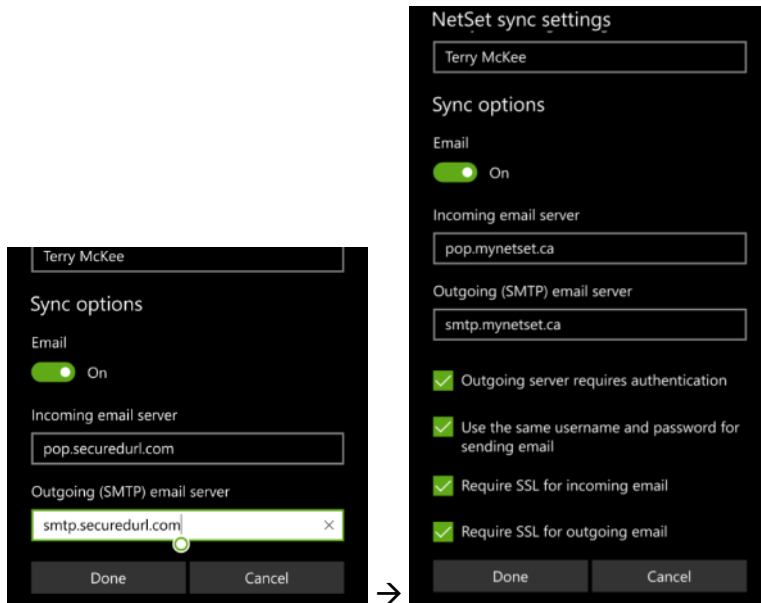 Terry McKee
Sync options
Email
On
Incoming email server
pop.securedurl.com
Outgoing (SMTP) email server
smtp.securedurl.com ×
Done Cancel
→
NetSet sync settings
Terry McKee
Sync options
Email
On
Incoming email server
pop.mynetset.ca
Outgoing (SMTP) email server
smtp.mynetset.ca
Outgoing server requires authentication
Use the same username and password for
sending email
Require SSL for incoming email
Require SSL for outgoing email
Done Cancel